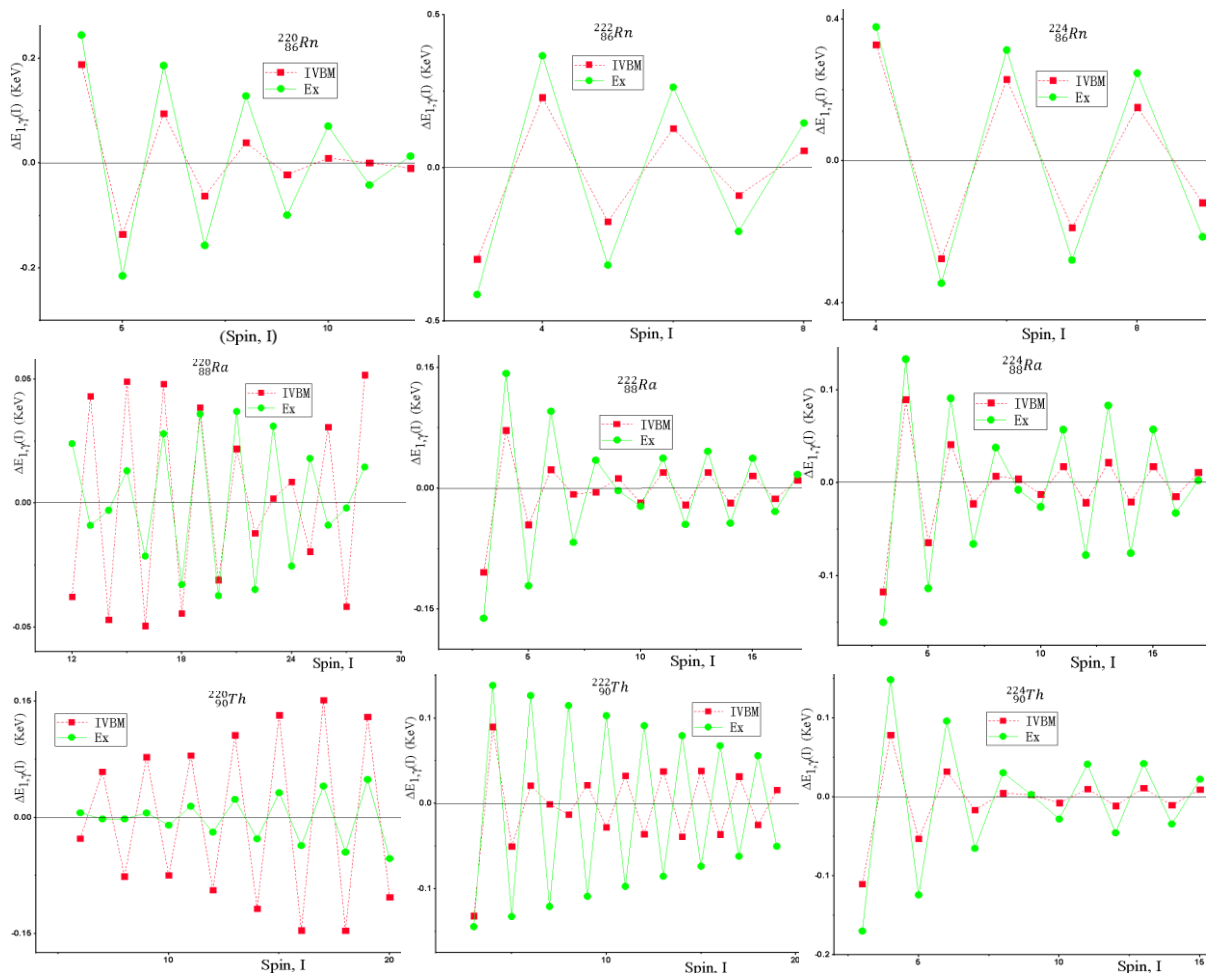 $^{220}_{86}Rn$
IVBM
Ex
ΔE1,γ(I) (KeV)
0.2
0.0
-0.2
5
10
(Spin, I)
$^{222}_{86}Rn$
IVBM
Ex
ΔE1,γ(I) (KeV)
0.5
0.0
-0.5
4
8
Spin, I
$^{224}_{86}Rn$
IVBM
Ex
ΔE1,γ(I) (KeV)
0.4
0.0
-0.4
4
8
Spin, I
$^{220}_{88}Ra$
IVBM
Ex
ΔE1,γ(I) (KeV)
0.05
0.00
-0.05
12
18
24
30
Spin, I
$^{222}_{88}Ra$
IVBM
Ex
ΔE1,γ(I) (KeV)
0.15
0.00
-0.15
5
10
15
Spin, I
$^{224}_{88}Ra$
IVBM
Ex
ΔE1,γ(I) (KeV)
0.1
0.0
-0.1
5
10
15
Spin, I
$^{220}_{90}Th$
IVBM
Ex
ΔE1,γ(I) (KeV)
0.15
0.00
-0.15
10
20
Spin, I
$^{222}_{90}Th$
IVBM
Ex
ΔE1,γ(I) (KeV)
0.1
0.0
-0.1
10
20
Spin, I
$^{224}_{90}Th$
IVBM
Ex
ΔE1,γ(I) (KeV)
0.1
0.0
-0.1
-0.2
6
12
16
Spin, I